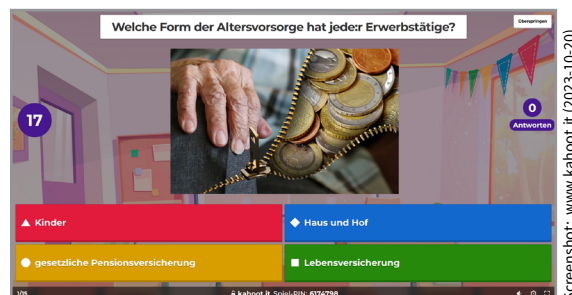 Welche Form der Altersvorsorge hat jede:r Erwerbstätige?
Überspringen
17
0
Antworten
Kinder
Haus und Hof
gesetzliche Pensionsversicherung
Lebensversicherung
1/15
kahoot.it Spiel-PIN: 6174798
Screenshot: www.kahoot.it (2023-10-20)